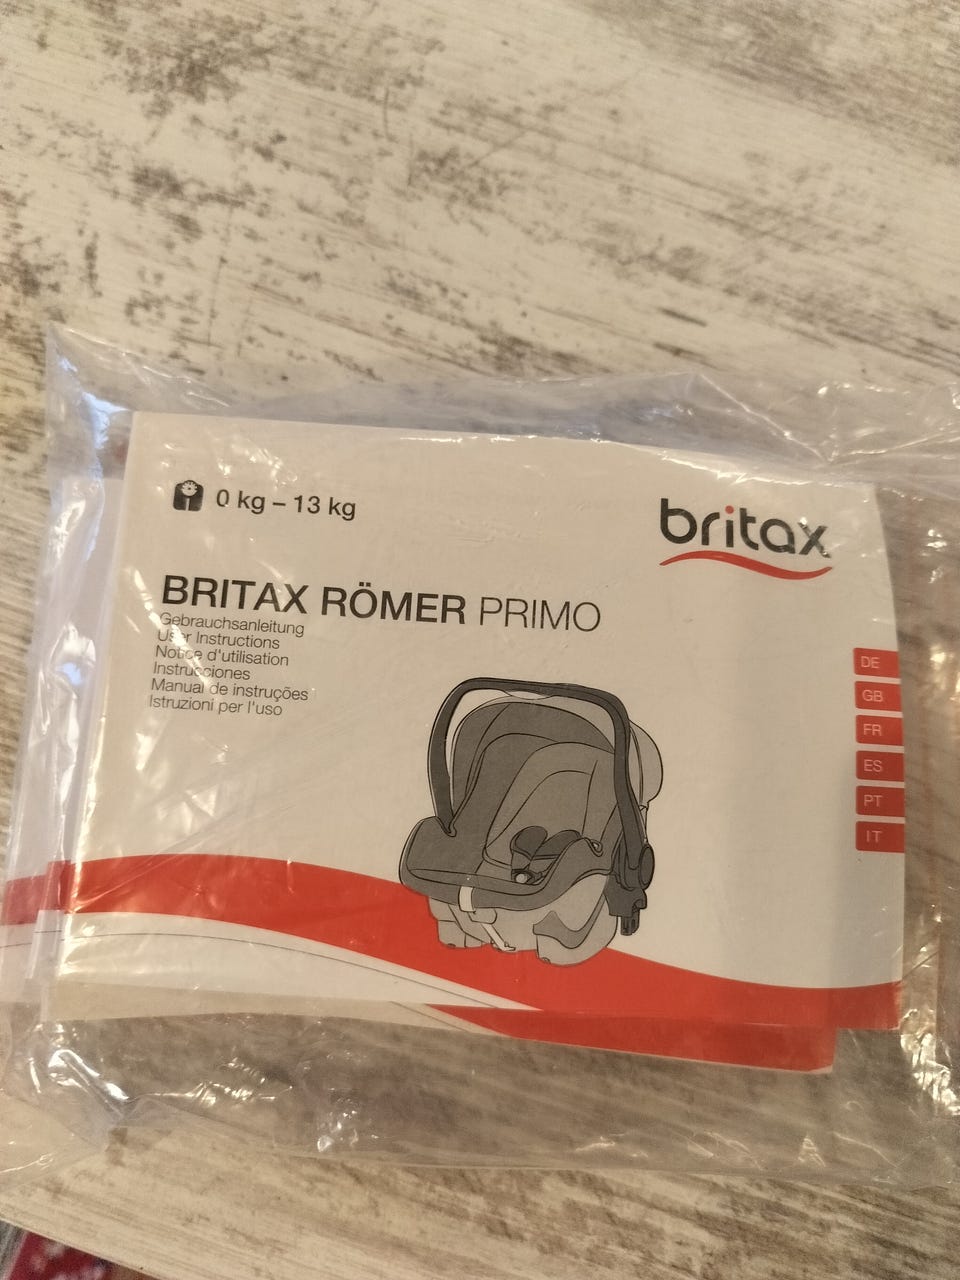 0 kg – 13 kg
britax
BRITAX RÖMER PRIMO
Gebrauchsanleitung
User Instructions
Notice d'utilisation
Instrucciones
Manual de instruções
Istruzioni per l'uso
DE
GB
FR
ES
PT
IT